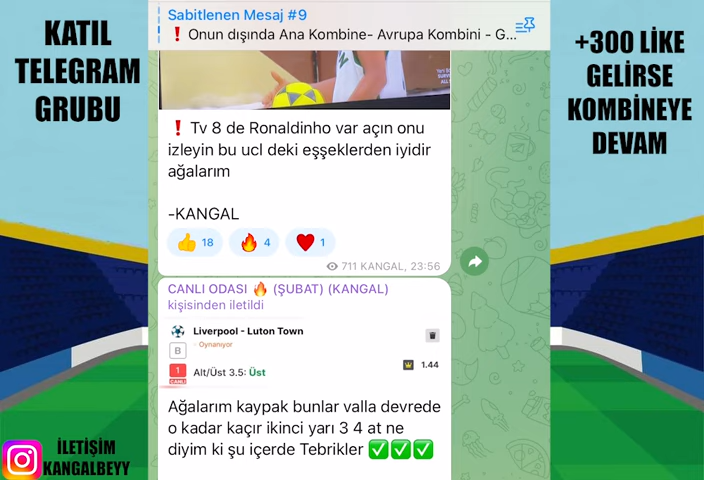 KATIL
TELEGRAM
GRUBU
Sabitlenen Mesaj #9
❗ Onun dışında Ana Kombine- Avrupa Kombini - G...
+300 LİKE
GELİRSE
KOMBİNEYE
DEVAM
❗ Tv 8 de Ronaldinho var açın onu
izleyin bu ucl deki eşşeklerden iyidir
ağalarım
-KANGAL
👍 18 🔥 4 ❤️ 1
711 KANGAL, 23:56
CANLI ODASI 🔥 (ŞUBAT) (KANGAL)
kişisinden iletildi
Liverpool - Luton Town
- Oynanıyor
B
1
CANLI
Alt/Üst 3.5: Üst
1.44
Ağalarım kaypak bunlar valla devrede
o kadar kaçır ikinci yarı 3 4 at ne
diyim ki şu içerde Tebrikler ✅✅✅
İLETİŞİM
KANGALBEYY